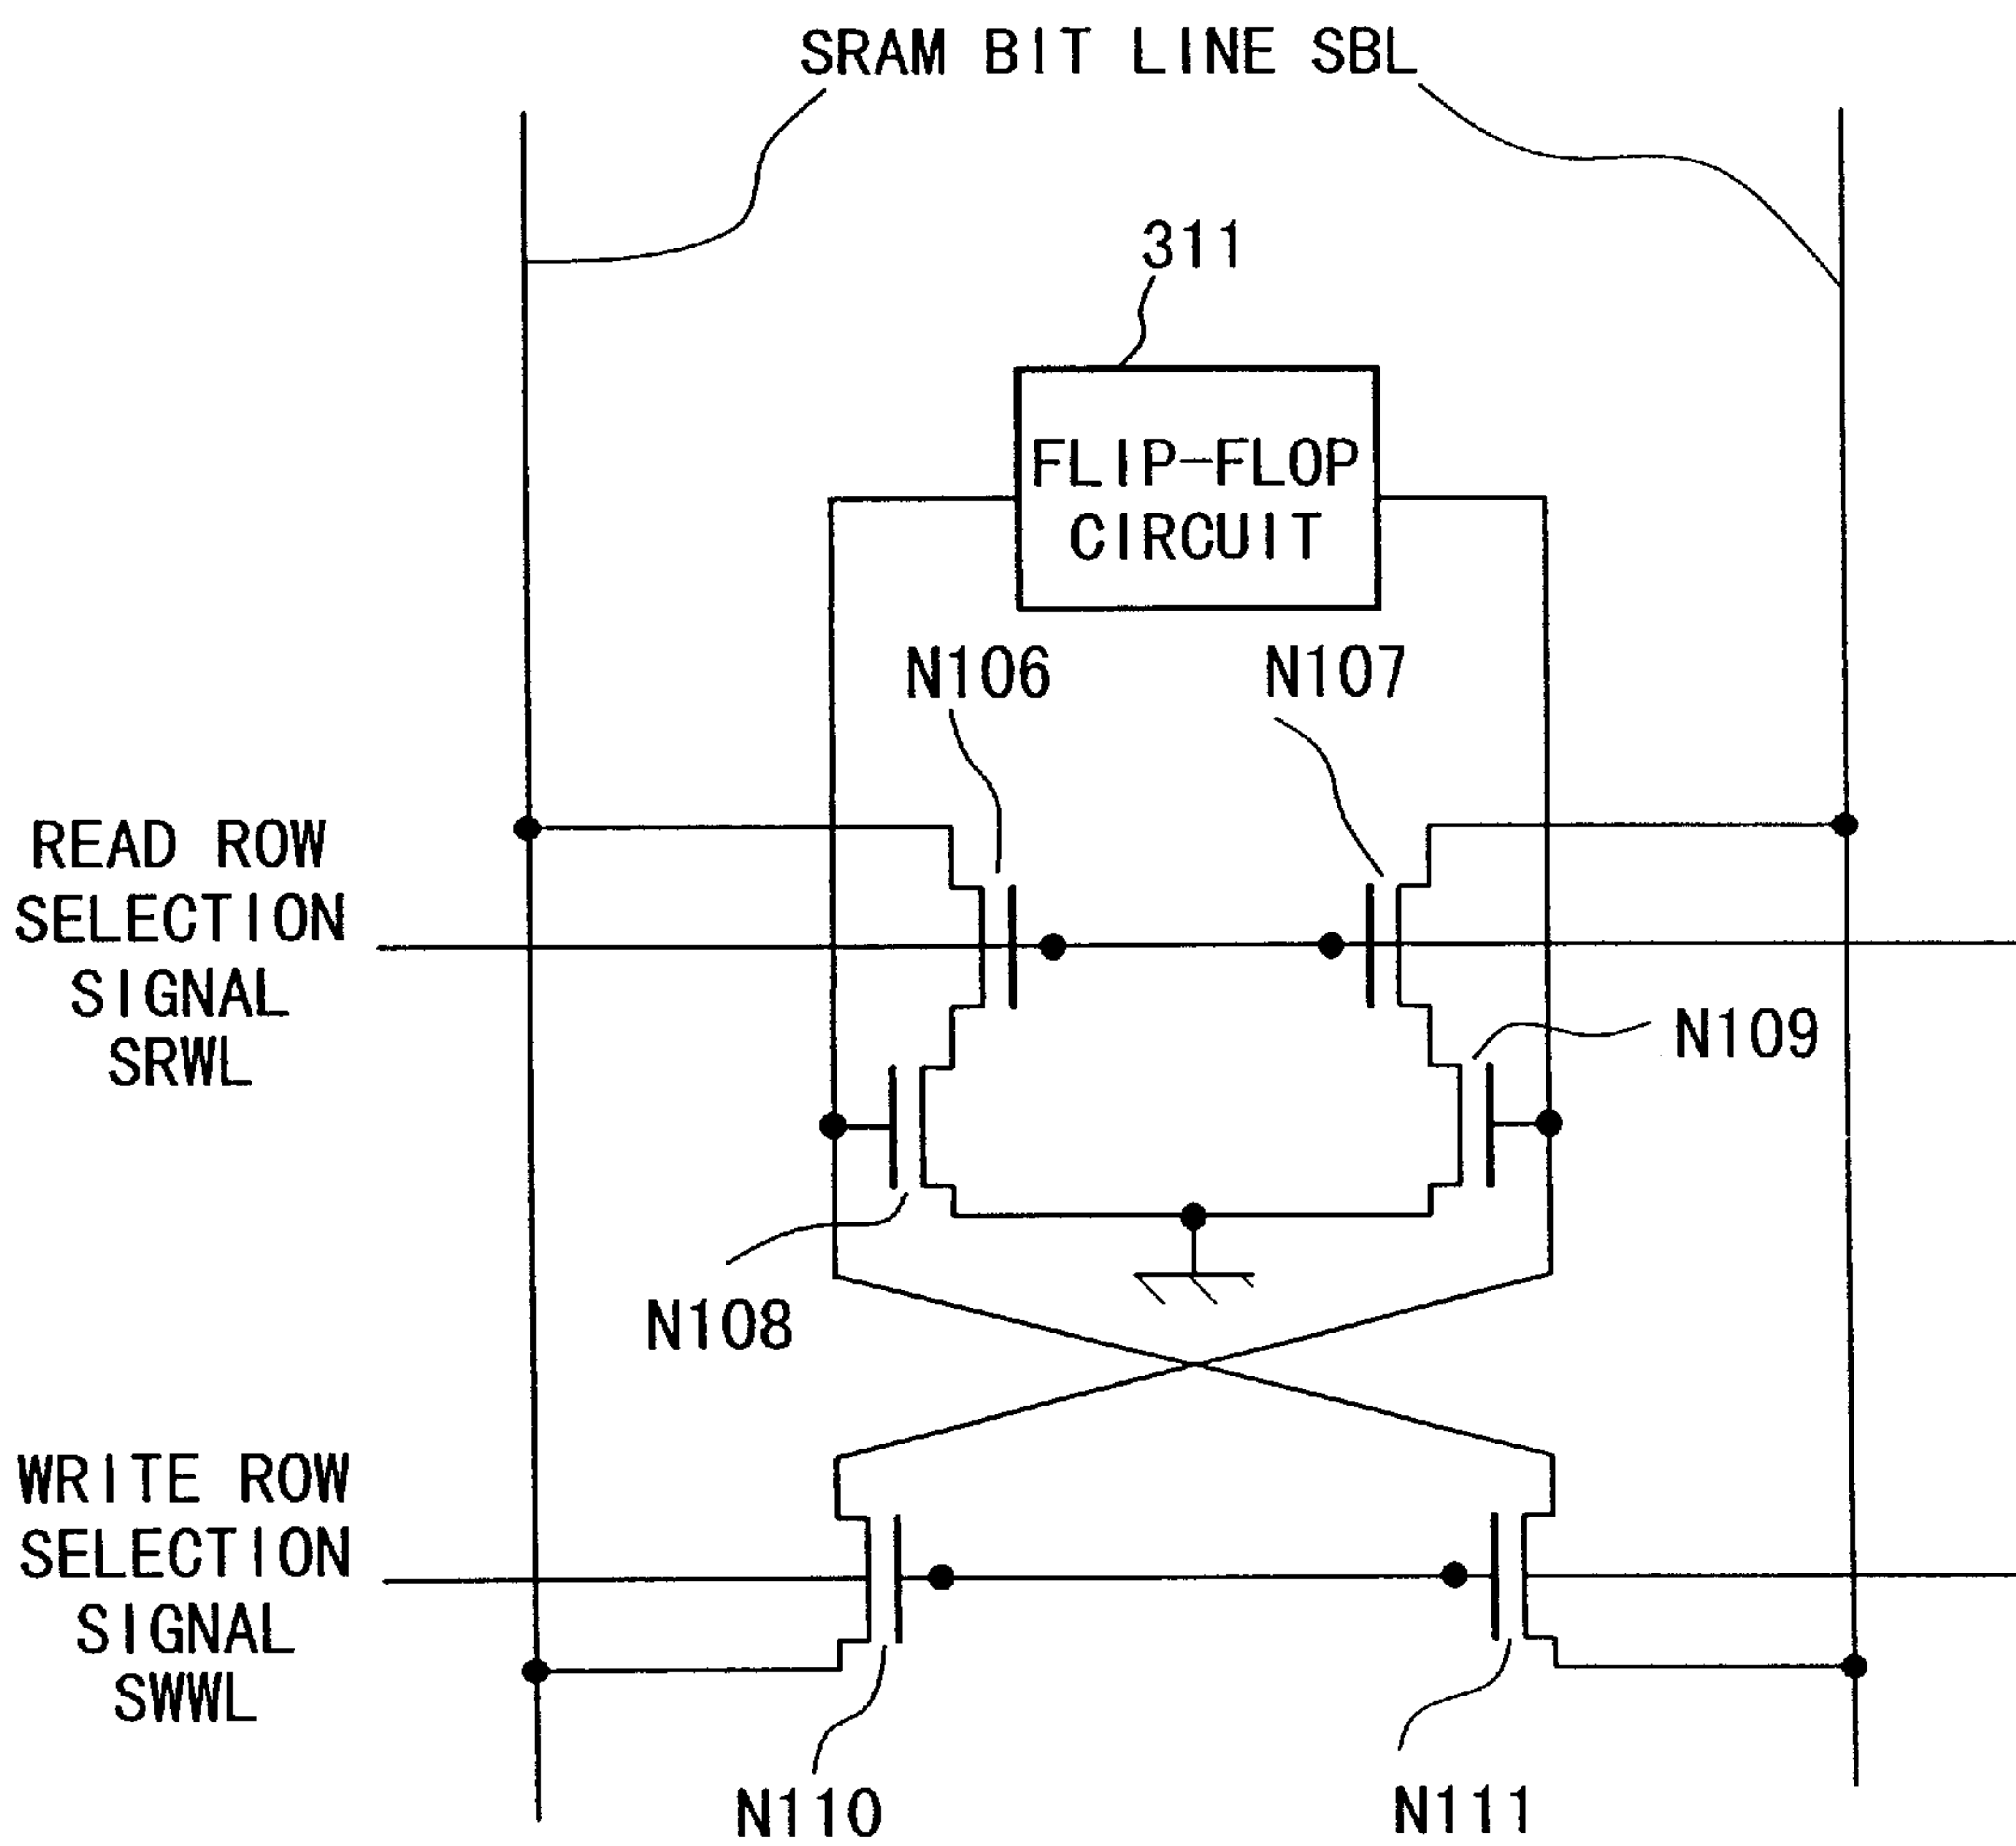 SRAM BIT LINE SBL
311
FLIP-FLOP
CIRCUIT
N106
N107
READ ROW
SELECTION
SIGNAL
SRWL
N109
N108
WRITE ROW
SELECTION
SIGNAL
SWWL
N110
N111